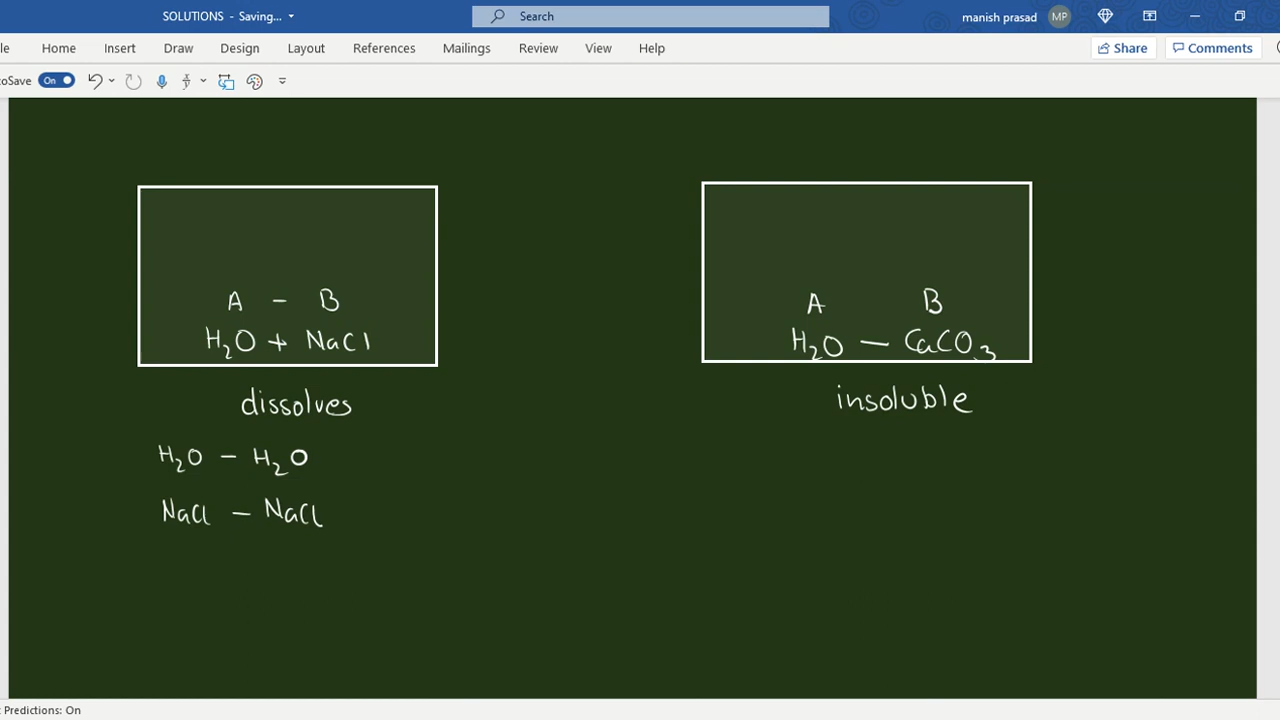 SOLUTIONS - Saving...
Search
manish prasad MP
le Home Insert Draw Design Layout References Mailings Review View Help Share Comments
oSave On
A - B
H₂O + NaCl
dissolves
H₂O - H₂O
NaCl - NaCl
A B
H₂O — CaCO₃
insoluble
: Predictions: On